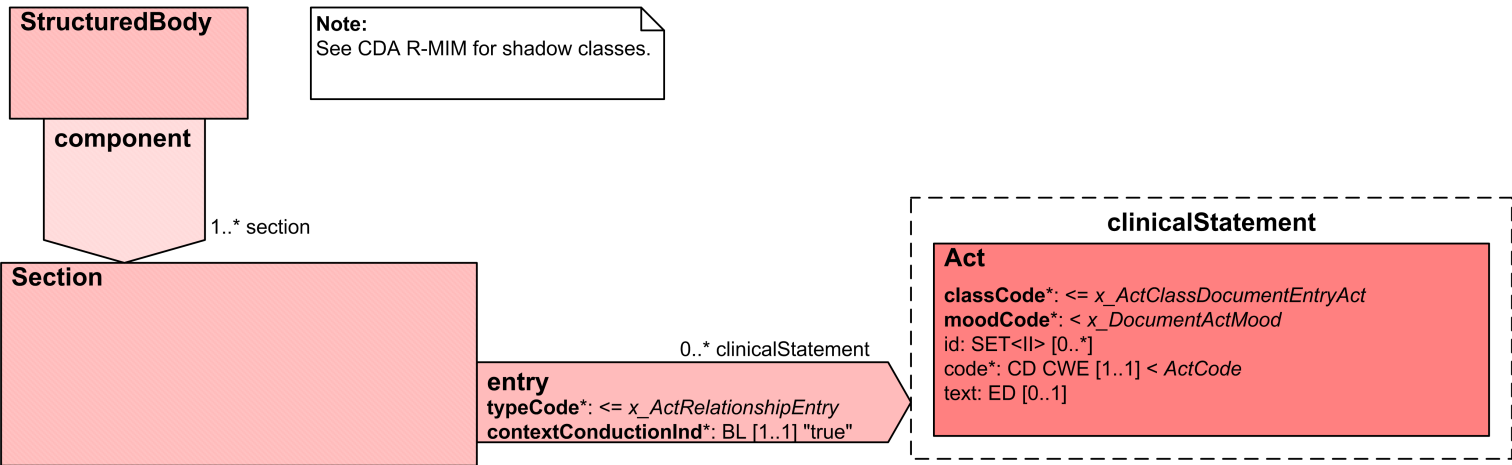 StructuredBody
Note:
See CDA R-MIM for shadow classes.
component
1..* section
Section
0..* clinicalStatement
entry
typeCode*: <= x_ActRelationshipEntry
contextConductionInd*: BL [1..1] "true"
clinicalStatement
Act
classCode*: <= x_ActClassDocumentEntryAct
moodCode*: < x_DocumentActMood
id: SET<II> [0..*]
code*: CD CWE [1..1] < ActCode
text: ED [0..1]